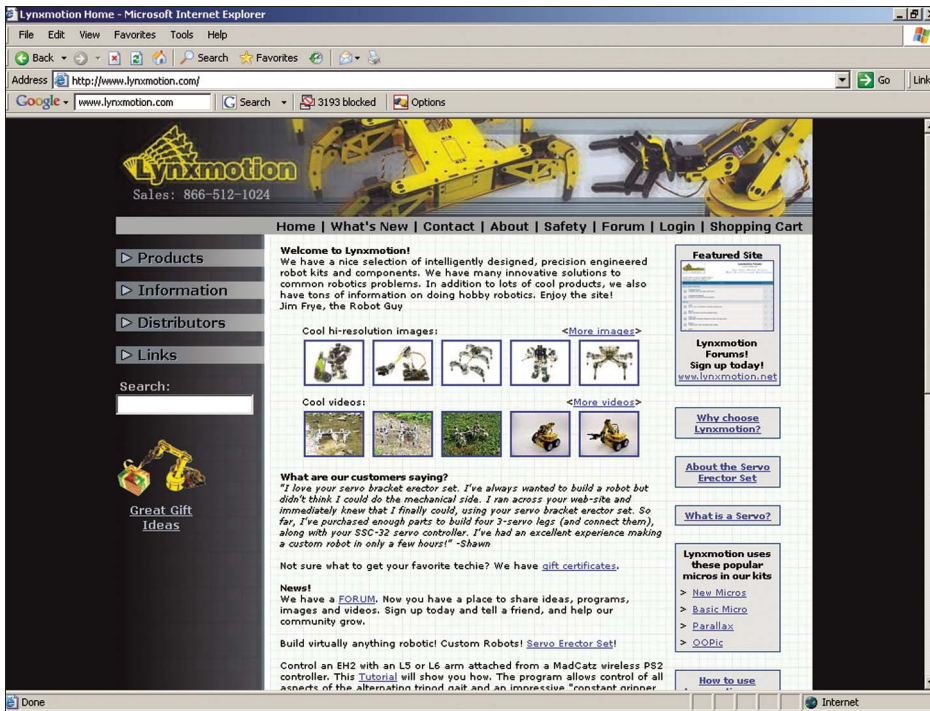 Lynxmotion Home - Microsoft Internet Explorer
File Edit View Favorites Tools Help
Back Search Favorites
Address http://www.lynxmotion.com/ Go Link
Google www.lynxmotion.com Search 3193 blocked Options
Lynxmotion
Sales: 866-512-1024
Home | What's New | Contact | About | Safety | Forum | Login | Shopping Cart
Products
Information
Distributors
Links
Search:
Great Gift
Ideas
Welcome to Lynxmotion!
We have a nice selection of intelligently designed, precision engineered
robot kits and components. We have many innovative solutions to
common robotics problems. In addition to lots of cool products, we also
have tons of information on doing hobby robotics. Enjoy the site!
Jim Frye, the Robot Guy
Cool hi-resolution images: <More images>
Cool videos: <More videos>
What are our customers saying?
"I love your servo bracket erector set. I've always wanted to build a robot but
didn't think I could do the mechanical side. I ran across your web-site and
immediately knew that I finally could, using your servo bracket erector set. So
far, I've purchased enough parts to build four 3-servo legs (and connect them),
along with your SSC-32 servo controller. I've had an excellent experience making
a custom robot in only a few hours!" -Shawn
Not sure what to get your favorite techie? We have gift certificates.
News!
We have a FORUM. Now you have a place to share ideas, programs,
images and videos. Sign up today and tell a friend, and help our
community grow.
Build virtually anything robotic! Custom Robots! Servo Erector Set!
Control an EH2 with an L5 or L6 arm attached from a MadCatz wireless PS2
controller. This Tutorial will show you how. The program allows control of all
aspects of the alternating tripod gait and an impressive "constant gripper
Featured Site
Lynxmotion
Forums!
Sign up today!
www.lynxmotion.net
Why choose
Lynxmotion?
About the Servo
Erector Set
What is a Servo?
Lynxmotion uses
these popular
micros in our kits
> New Micros
> Basic Micro
> Parallax
> OOPic
How to use
Done Internet